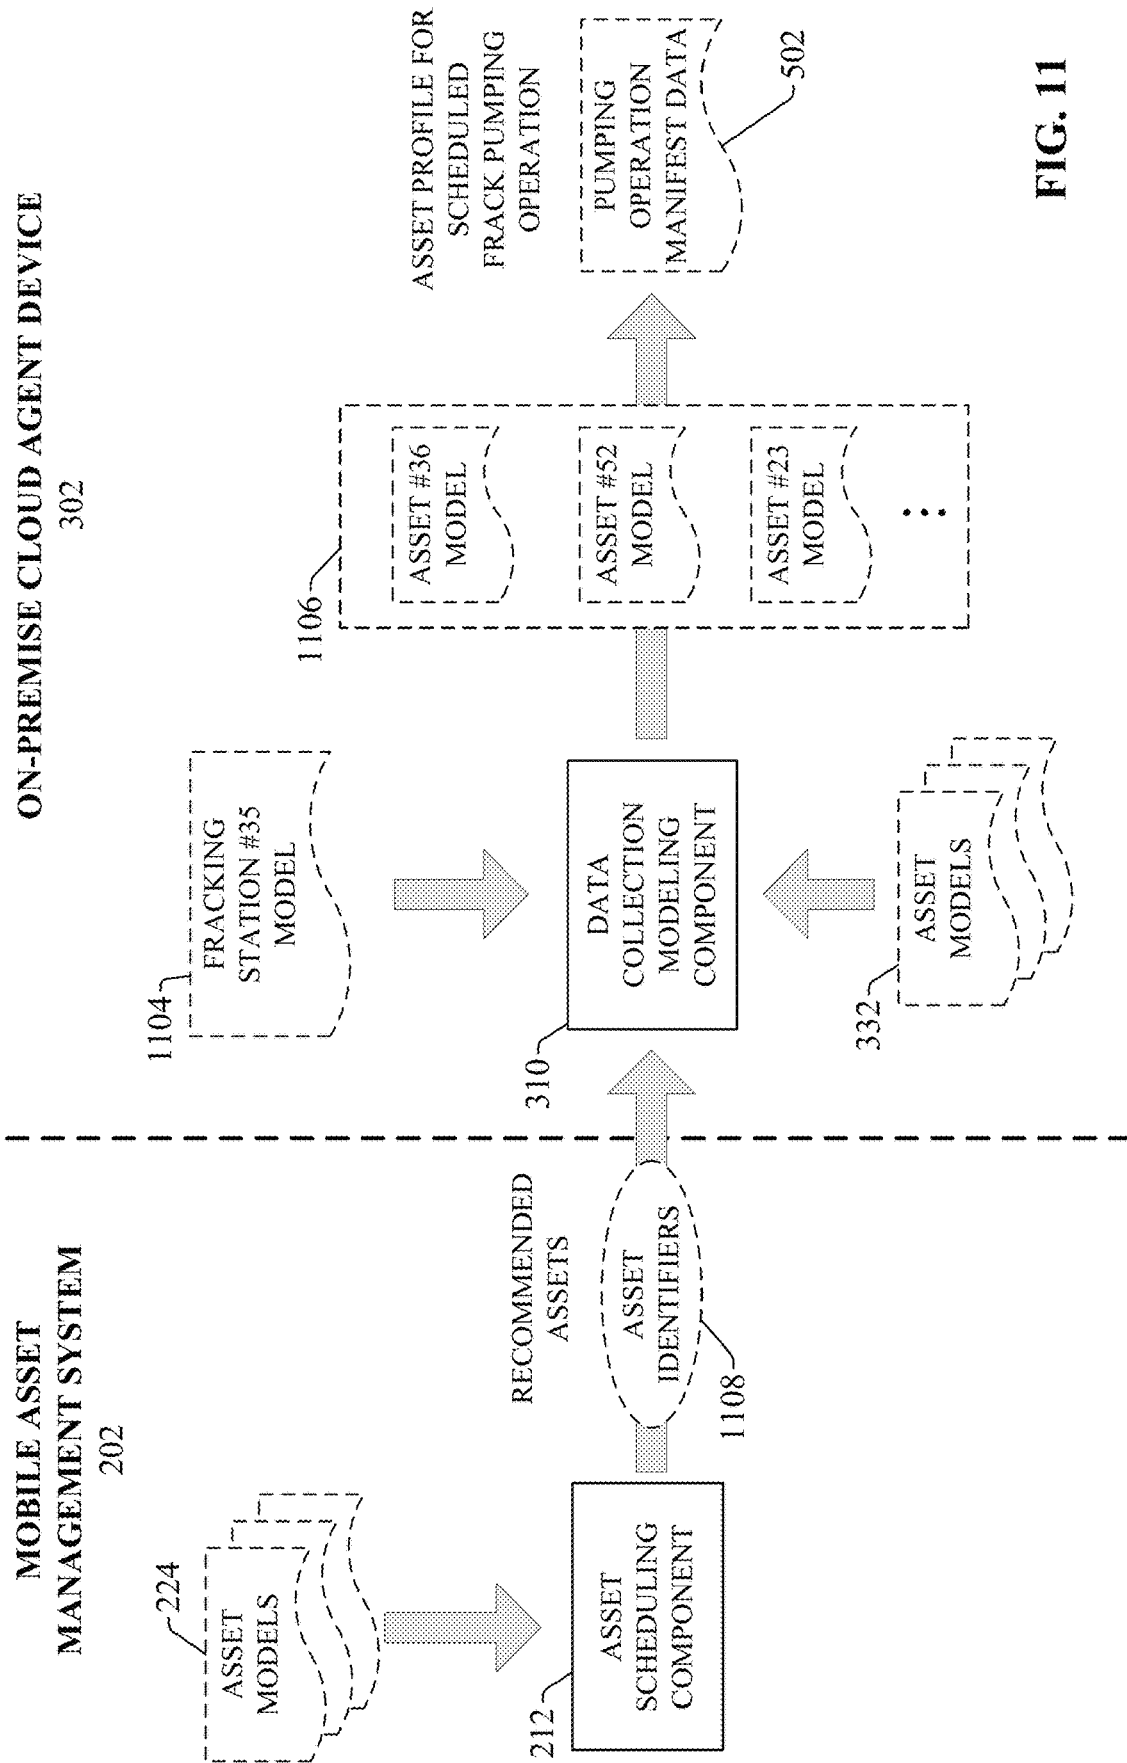 MOBILE ASSET
MANAGEMENT SYSTEM
202
ON-PREMISE CLOUD AGENT DEVICE
302
224
ASSET
MODELS
212
ASSET
SCHEDULING
COMPONENT
RECOMMENDED
ASSETS
ASSET
IDENTIFIERS
1108
1104
FRACKING
STATION #35
MODEL
310
DATA
COLLECTION
MODELING
COMPONENT
332
ASSET
MODELS
1106
ASSET #36
MODEL
ASSET #52
MODEL
ASSET #23
MODEL
ASSET PROFILE FOR
SCHEDULED
FRACK PUMPING
OPERATION
PUMPING
OPERATION
MANIFEST DATA
502
FIG. 11